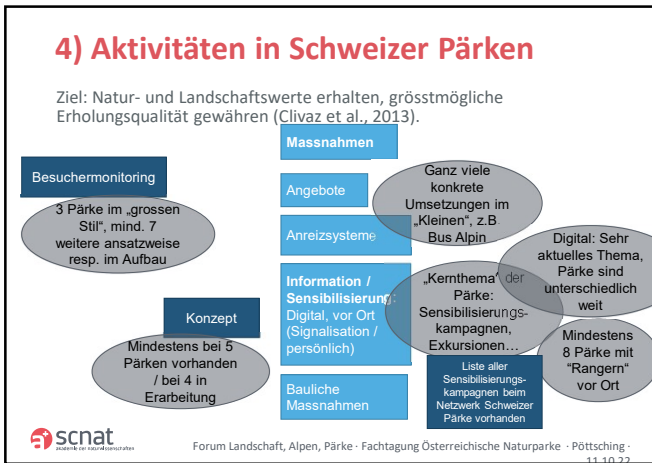 4) Aktivitäten in Schweizer Pärken
Ziel: Natur- und Landschaftswerte erhalten, grösstmögliche
Erholungsqualität gewähren (Clivaz et al., 2013).
Besuchermonitoring
3 Pärke im „grossen
Stil“, mind. 7
weitere ansatzweise
resp. im Aufbau
Konzept
Mindestens bei 5
Pärken vorhanden
/ bei 4 in
Erarbeitung
Massnahmen
Angebote
Anreizsysteme
Information /
Sensibilisierung:
Digital, vor Ort
(Signalisation /
persönlich)
Bauliche
Massnahmen
Ganz viele
konkrete
Umsetzungen im
„Kleinen“, z.B.
Bus Alpin
„Kernthema“ der
Pärke:
Sensibilisierungs-
kampagnen,
Exkursionen…
Digital: Sehr
aktuelles Thema,
Pärke sind
unterschiedlich
weit
Mindestens
8 Pärke mit
“Rangern”
vor Ort
Liste aller
Sensibilisierungs-
kampagnen beim
Netzwerk Schweizer
Pärke vorhanden
scnat
akademie der naturwissenschaften
Forum Landschaft, Alpen, Pärke · Fachtagung Österreichische Naturparke · Pöttsching ·
11.10.22